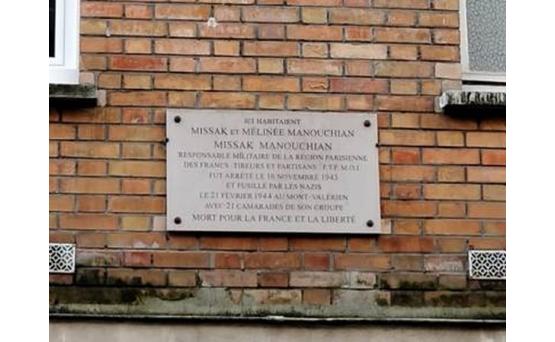 ICI HABITAIENT
MISSAK ET MÉLINÉE MANOUCHIAN
MISSAK MANOUCHIAN
RESPONSABLE MILITAIRE DE LA RÉGION PARISIENNE
DES FRANCS-TIREURS ET PARTISANS F.T.P. M.O.I
FUT ARRÊTÉ LE 16 NOVEMBRE 1943
ET FUSILLÉ PAR LES NAZIS
LE 21 FÉVRIER 1944 AU MONT-VALÉRIEN
AVEC 21 CAMARADES DE SON GROUPE
MORT POUR LA FRANCE ET LA LIBERTÉ